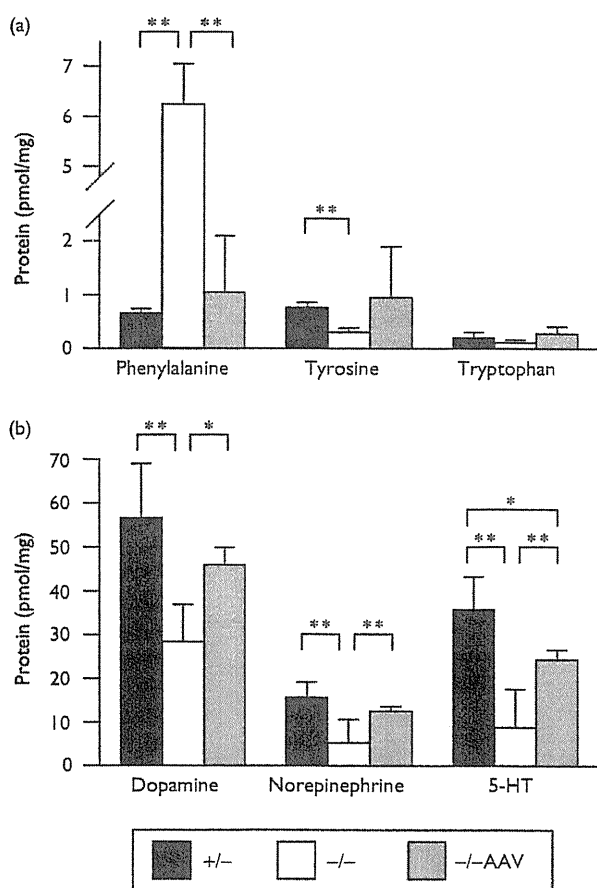 (a)
** **
Protein (pmol/mg)
7
6
5
**
2
1
0
Phenylalanine Tyrosine Tryptophan
(b)
** *
Protein (pmol/mg)
70
60
50
40
30
20
10
0
** **
*
** **
Dopamine Norepinephrine 5-HT
+/– –/– –/–AAV